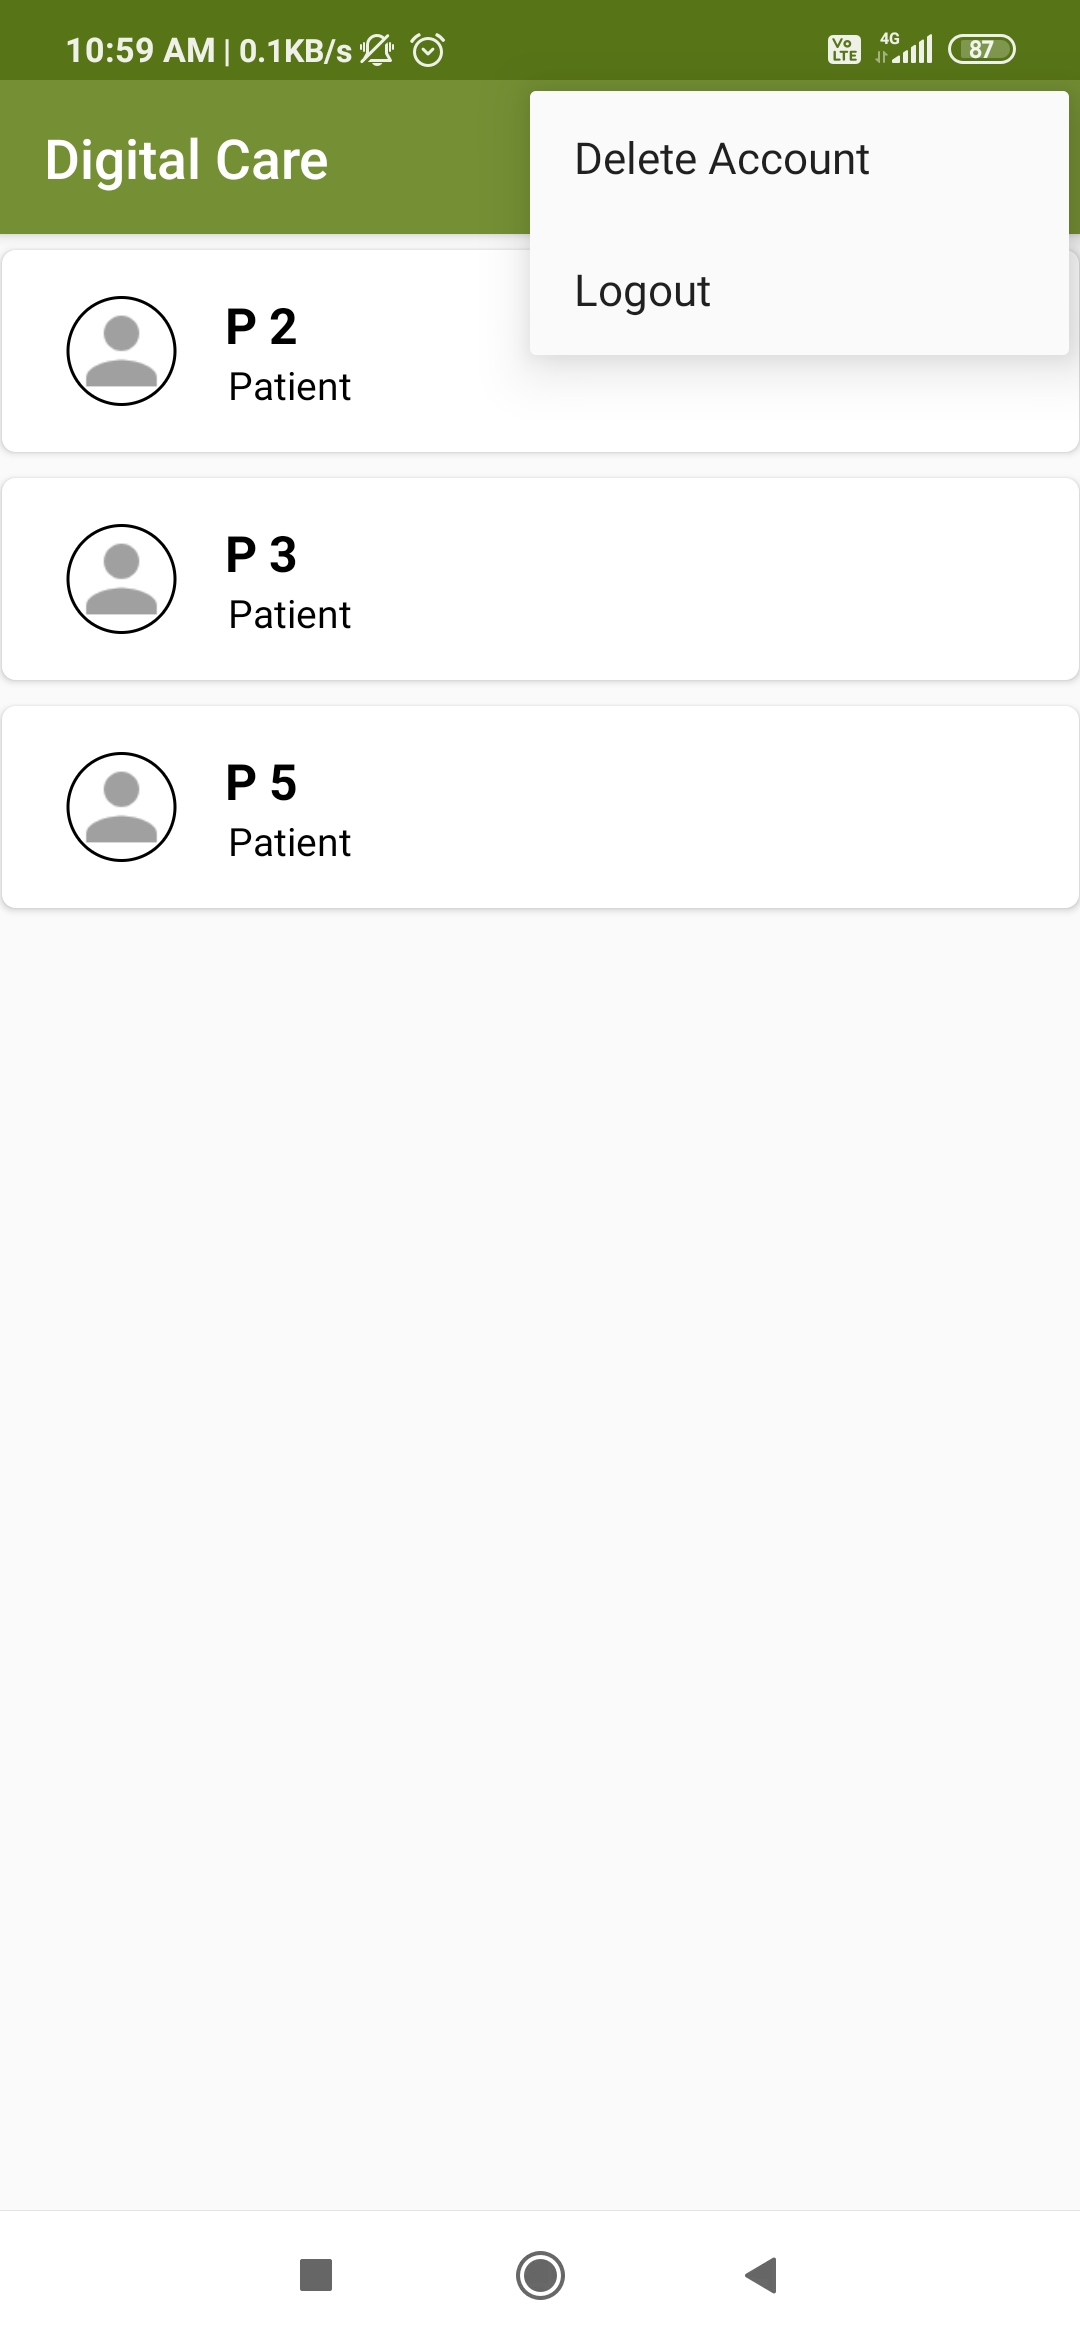 10:59 AM | 0.1KB/s
Vo LTE
4G
87
Digital Care
Delete Account
Logout
P 2
Patient
P 3
Patient
P 5
Patient